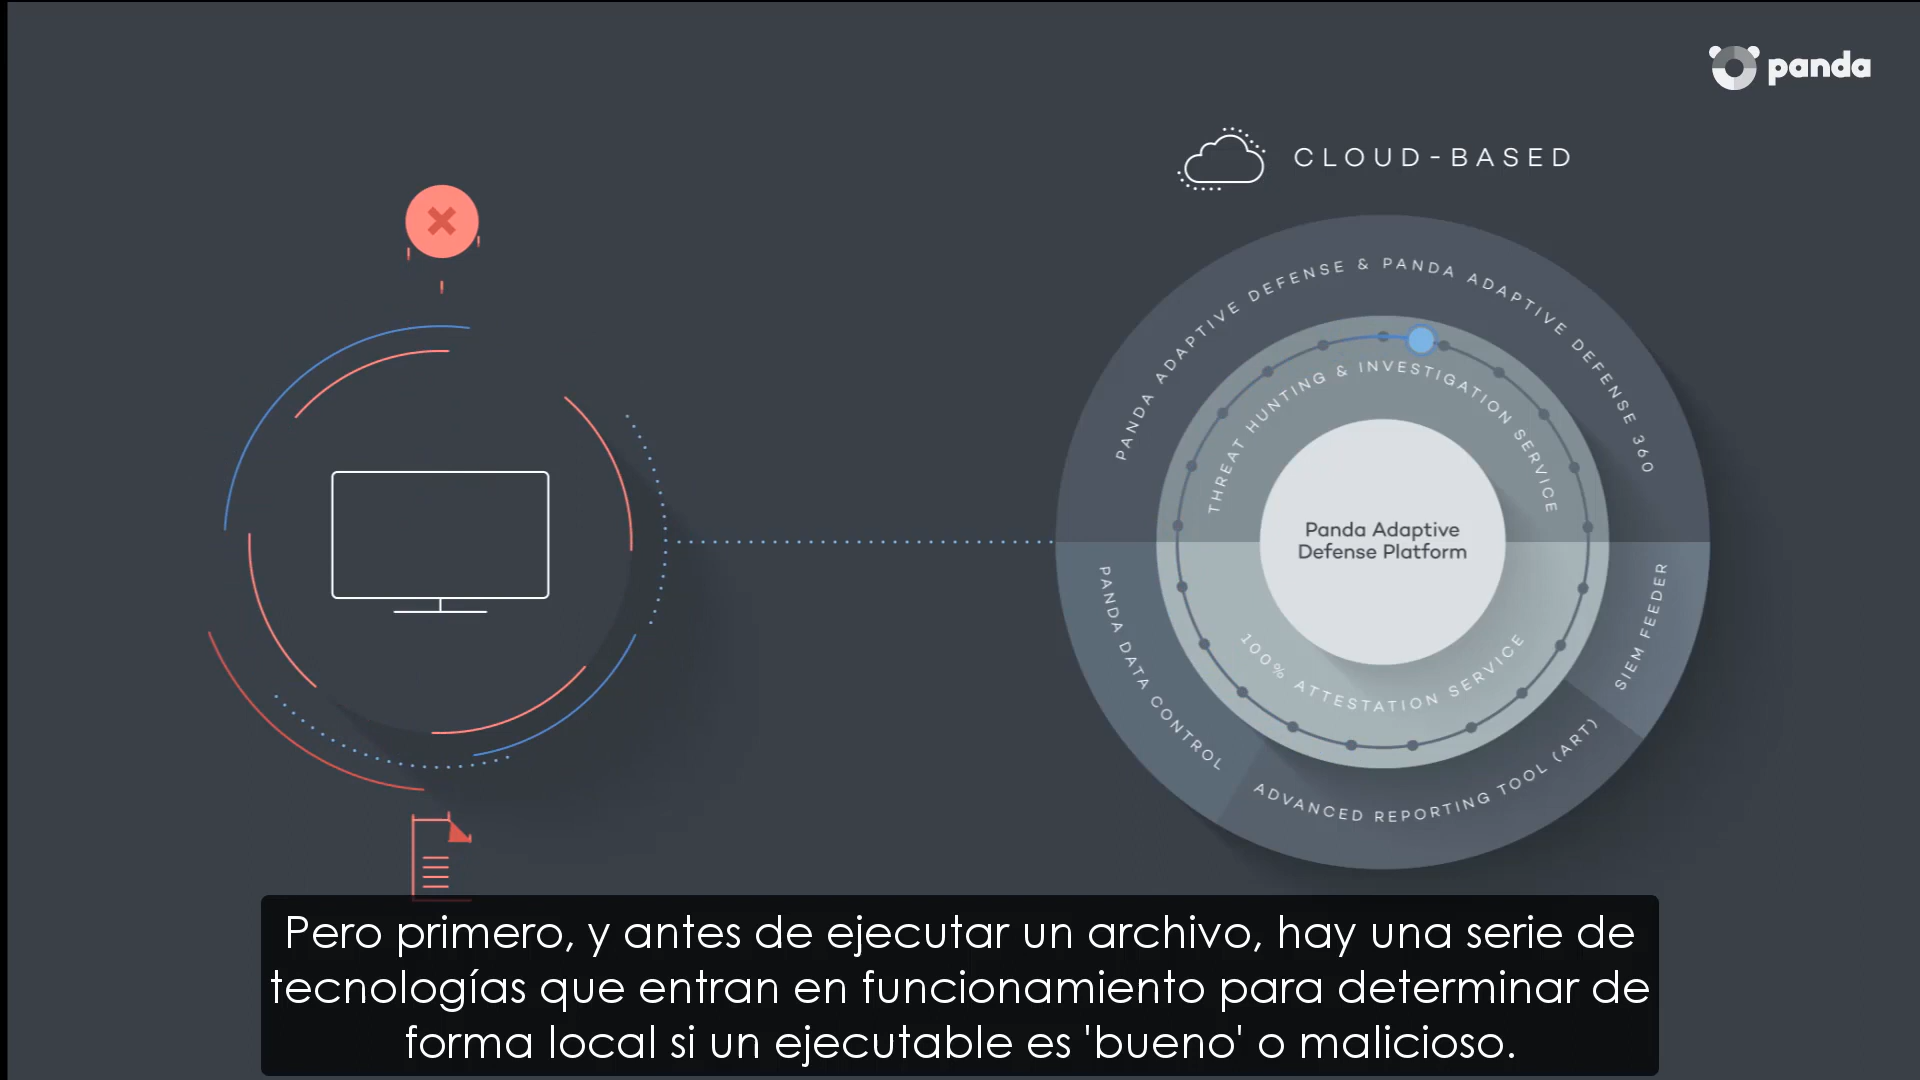 panda
CLOUD-BASED
PANDA ADAPTIVE DEFENSE & PANDA ADAPTIVE DEFENSE 360
THREAT HUNTING & INVESTIGATION SERVICE
Panda Adaptive
Defense Platform
100% ATTESTATION SERVICE
PANDA DATA CONTROL
ADVANCED REPORTING TOOL (ART)
SIEM FEEDER
Pero primero, y antes de ejecutar un archivo, hay una serie de
tecnologías que entran en funcionamiento para determinar de
forma local si un ejecutable es 'bueno' o malicioso.